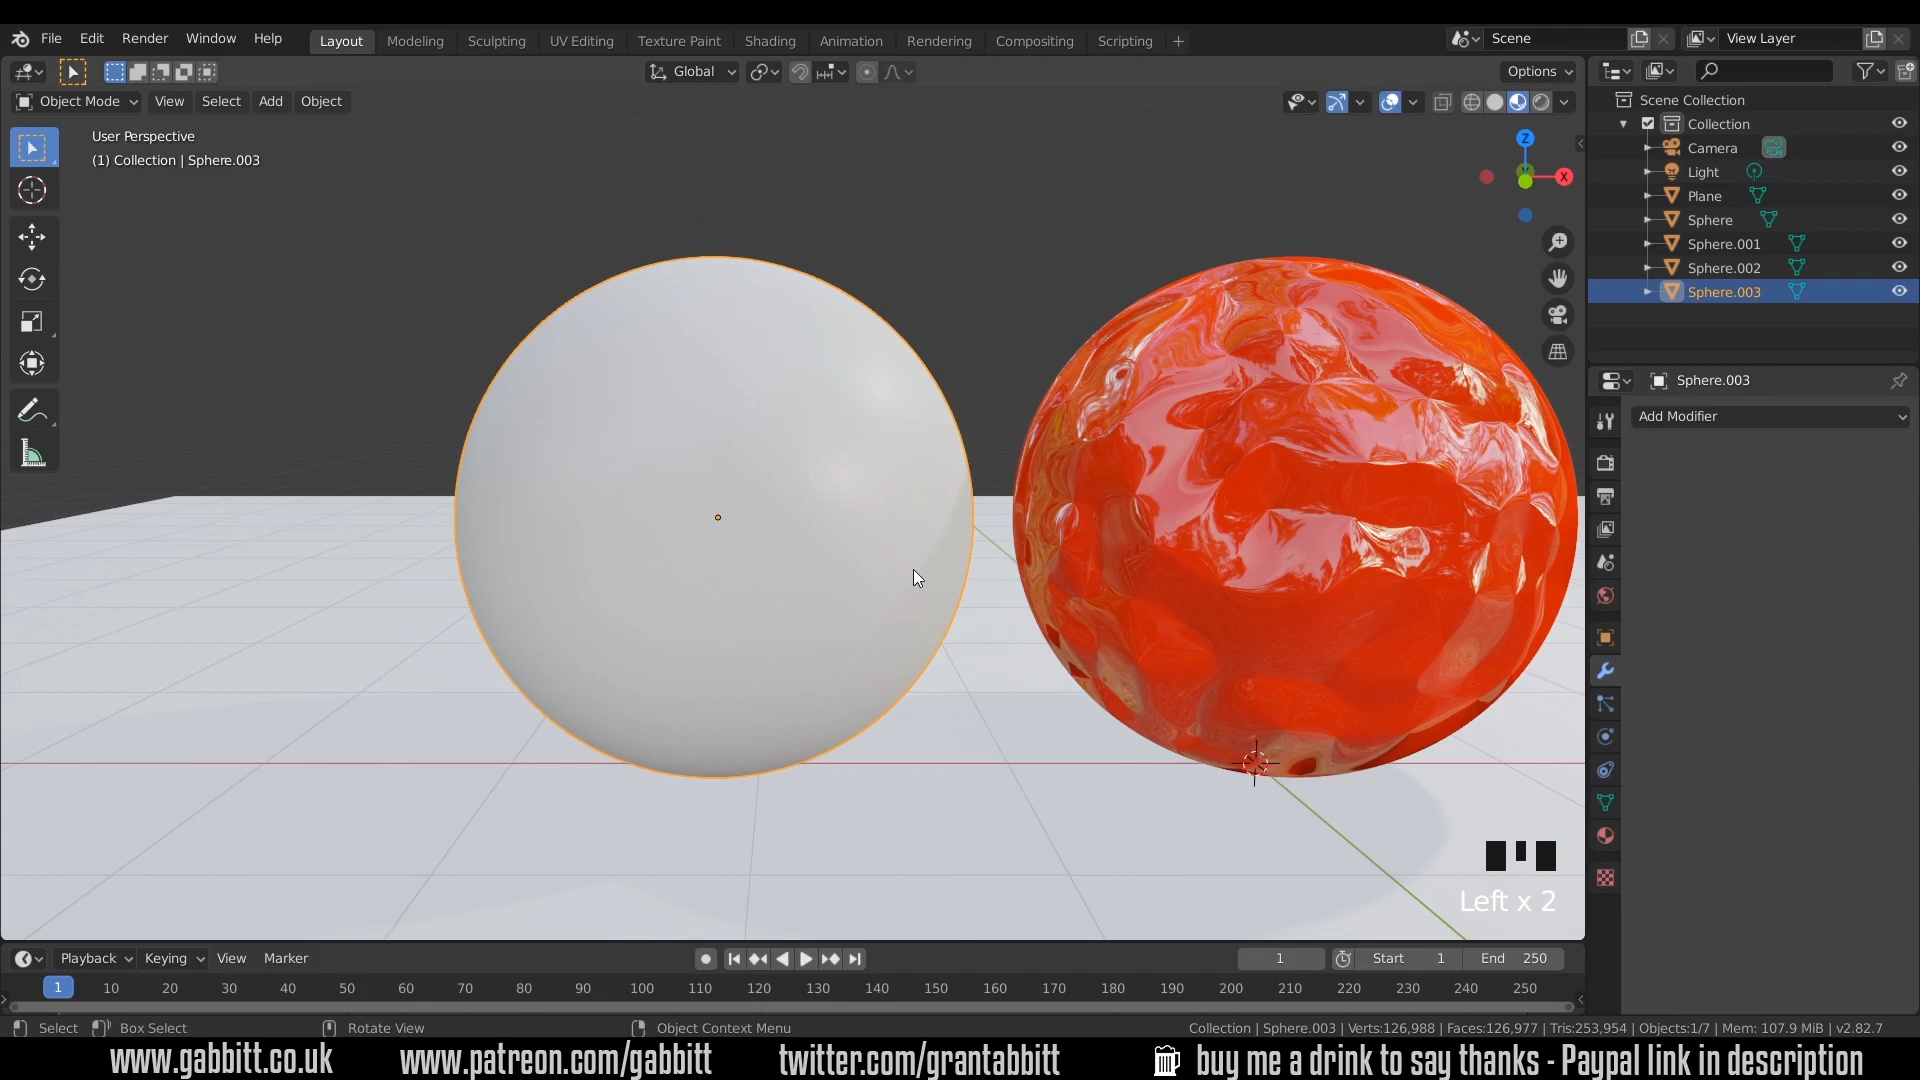 File Edit Render Window Help Layout Modeling Sculpting UV Editing Texture Paint Shading Animation Rendering Compositing Scripting + Scene View Layer
Global Options
Object Mode View Select Add Object
User Perspective
(1) Collection | Sphere.003
Z
X
Scene Collection
Collection
Camera
Light
Plane
Sphere
Sphere.001
Sphere.002
Sphere.003
Sphere.003
Add Modifier
Left x 2
Playback Keying View Marker 1 Start 1 End 250
1 10 20 30 40 50 60 70 80 90 100 110 120 130 140 150 160 170 180 190 200 210 220 230 240 250
Select Box Select Rotate View Object Context Menu Collection | Sphere.003 | Verts:126,988 | Faces:126,977 | Tris:253,954 | Objects:1/7 | Mem: 107.9 MiB | v2.82.7
www.gabbitt.co.uk www.patreon.com/gabbitt twitter.com/grantabbitt buy me a drink to say thanks - Paypal link in description